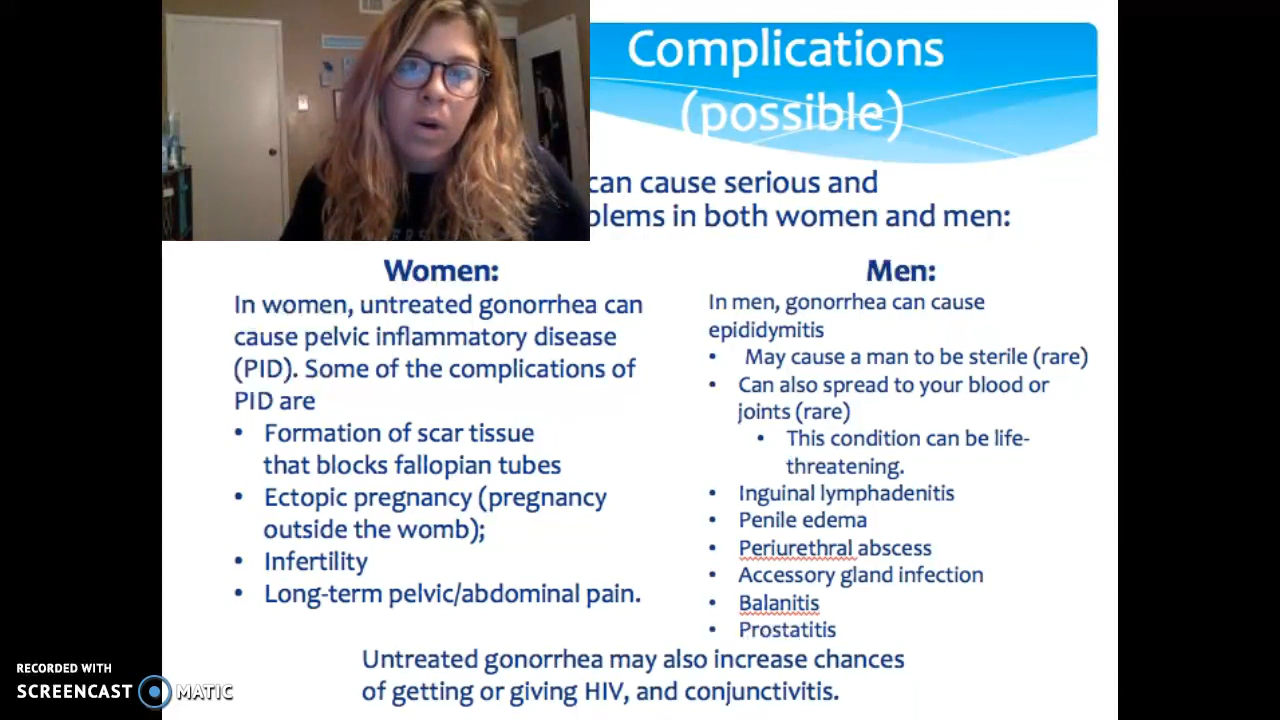 Complications
(possible)
can cause serious and
blems in both women and men:
Women:
In women, untreated gonorrhea can
cause pelvic inflammatory disease
(PID). Some of the complications of
PID are
• Formation of scar tissue
that blocks fallopian tubes
• Ectopic pregnancy (pregnancy
outside the womb);
• Infertility
• Long-term pelvic/abdominal pain.
Men:
In men, gonorrhea can cause
epididymitis
• May cause a man to be sterile (rare)
• Can also spread to your blood or
joints (rare)
• This condition can be life-
threatening.
• Inguinal lymphadenitis
• Penile edema
• Periurethral abscess
• Accessory gland infection
• Balanitis
• Prostatitis
Untreated gonorrhea may also increase chances
of getting or giving HIV, and conjunctivitis.
RECORDED WITH
SCREENCAST MATIC